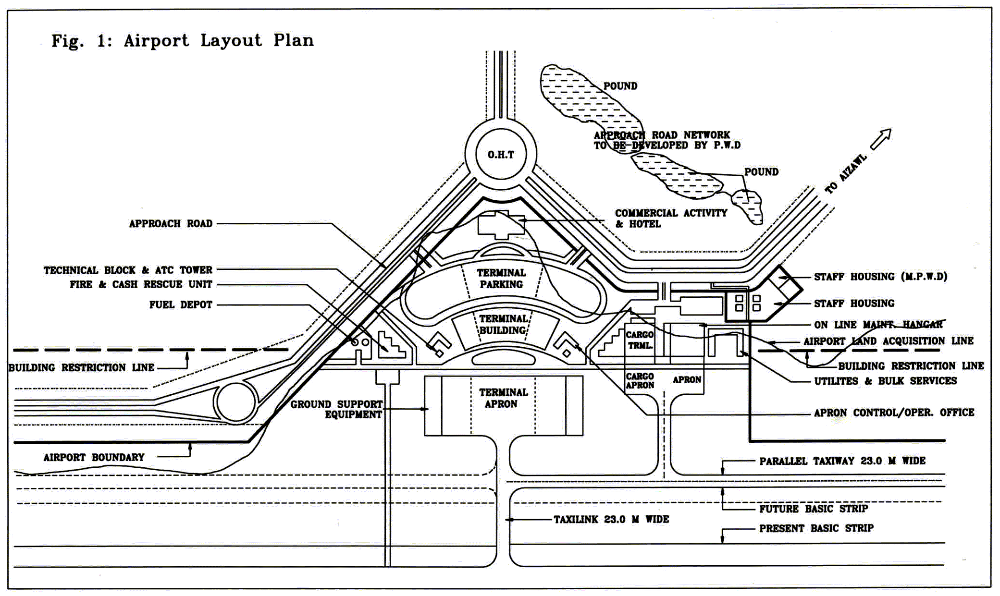 Fig. 1: Airport Layout Plan
POUND
APPROACH ROAD NETWORK
TO BE DEVELOPED BY P.W.D
O.H.T
POUND
TO AIZAWL
COMMERCIAL ACTIVITY
& HOTEL
APPROACH ROAD
TECHNICAL BLOCK & ATC TOWER
FIRE & CASH RESCUE UNIT
FUEL DEPOT
TERMINAL
PARKING
TERMINAL
BUILDING
STAFF HOUSING (M.P.W.D)
STAFF HOUSING
ON LINE MAINT. HANGAR
CARGO
TRML.
AIRPORT LAND ACQUISITION LINE
BUILDING RESTRICTION LINE
BUILDING RESTRICTION LINE
CARGO
APRON
APRON
UTILITES & BULK SERVICES
GROUND SUPPORT
EQUIPMENT
TERMINAL
APRON
APRON CONTROL/OPER. OFFICE
AIRPORT BOUNDARY
PARALLEL TAXIWAY 23.0 M WIDE
FUTURE BASIC STRIP
TAXILINK 23.0 M WIDE
PRESENT BASIC STRIP